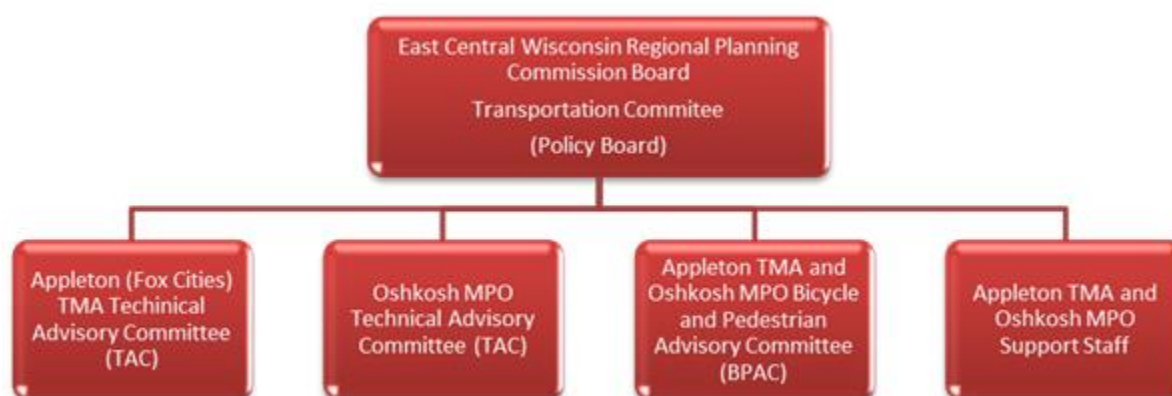 East Central Wisconsin Regional Planning
Commission Board
Transportation Commitee
(Policy Board)
Appleton (Fox Cities)
TMA Techinical
Advisory Committee
(TAC)
Oshkosh MPO
Technical Advisory
Committee (TAC)
Appleton TMA and
Oshkosh MPO Bicycle
and Pedestrian
Advisory Committee
(BPAC)
Appleton TMA and
Oshkosh MPO
Support Staff